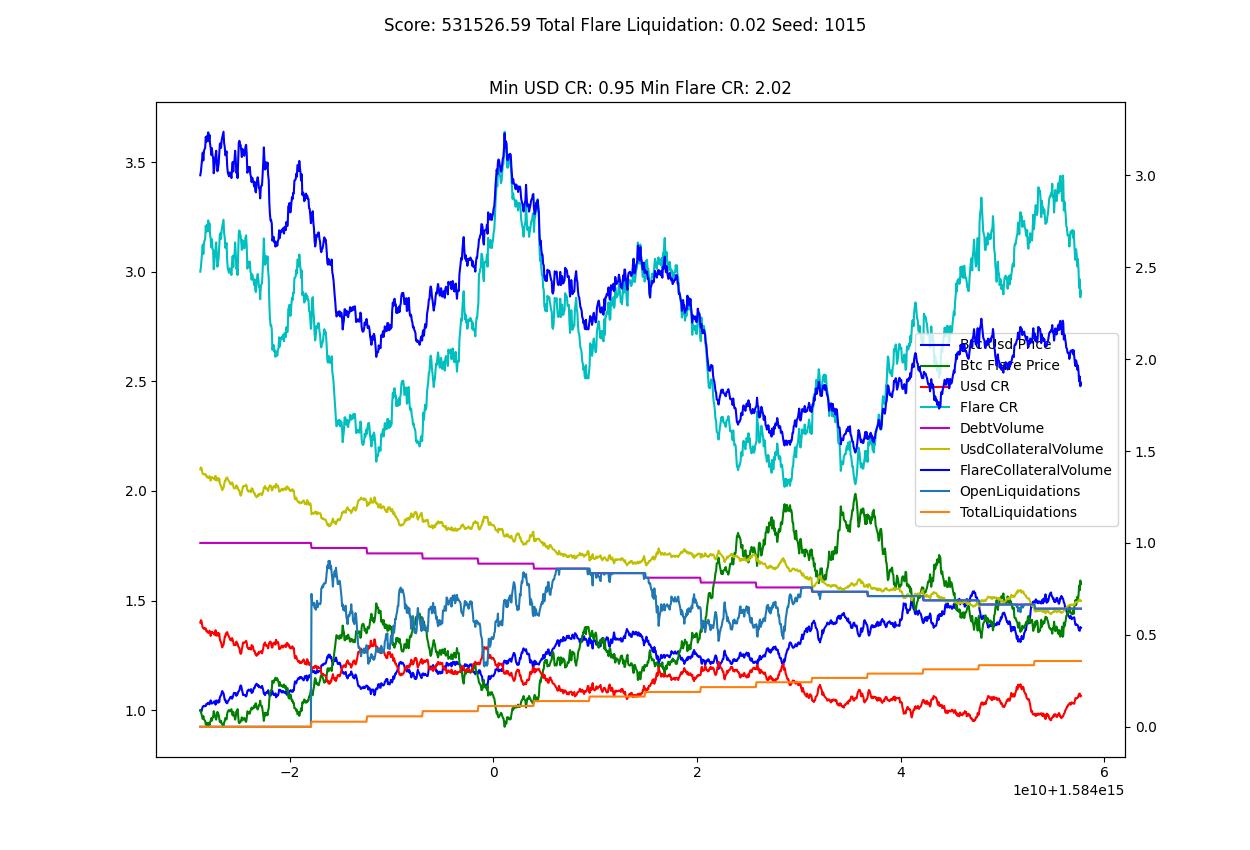 Score: 531526.59 Total Flare Liquidation: 0.02 Seed: 1015
Min USD CR: 0.95 Min Flare CR: 2.02
3.5
3.0
2.5
2.0
1.5
1.0
3.0
2.5
2.0
1.5
1.0
0.5
0.0
Btc Usd Price
Btc Flare Price
Usd CR
Flare CR
DebtVolume
UsdCollateralVolume
FlareCollateralVolume
OpenLiquidations
TotalLiquidations
−2 0 2 4 6
1e10+1.584e15